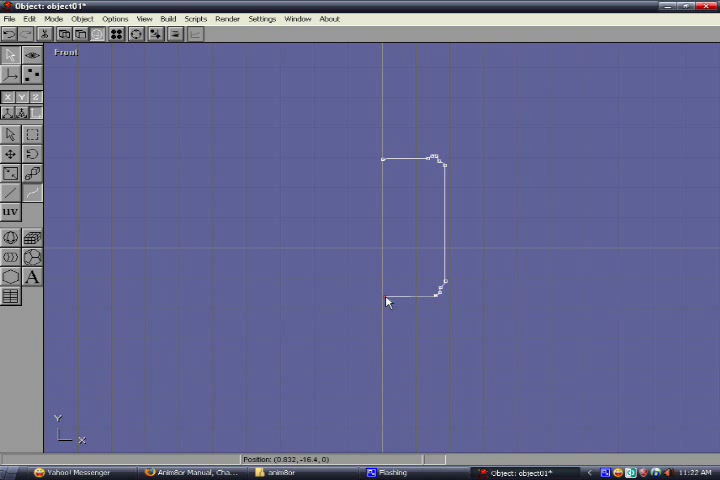 Object: object01*
File Edit Mode Object Options View Build Scripts Render Settings Window About
Front
X Y Z
uv
A
Y
X
Position: (0.832, -16.4, 0)
Yahoo! Messenger
Anim8or Manual, Cha...
anim8or
Flashing
Object: object01*
11:22 AM